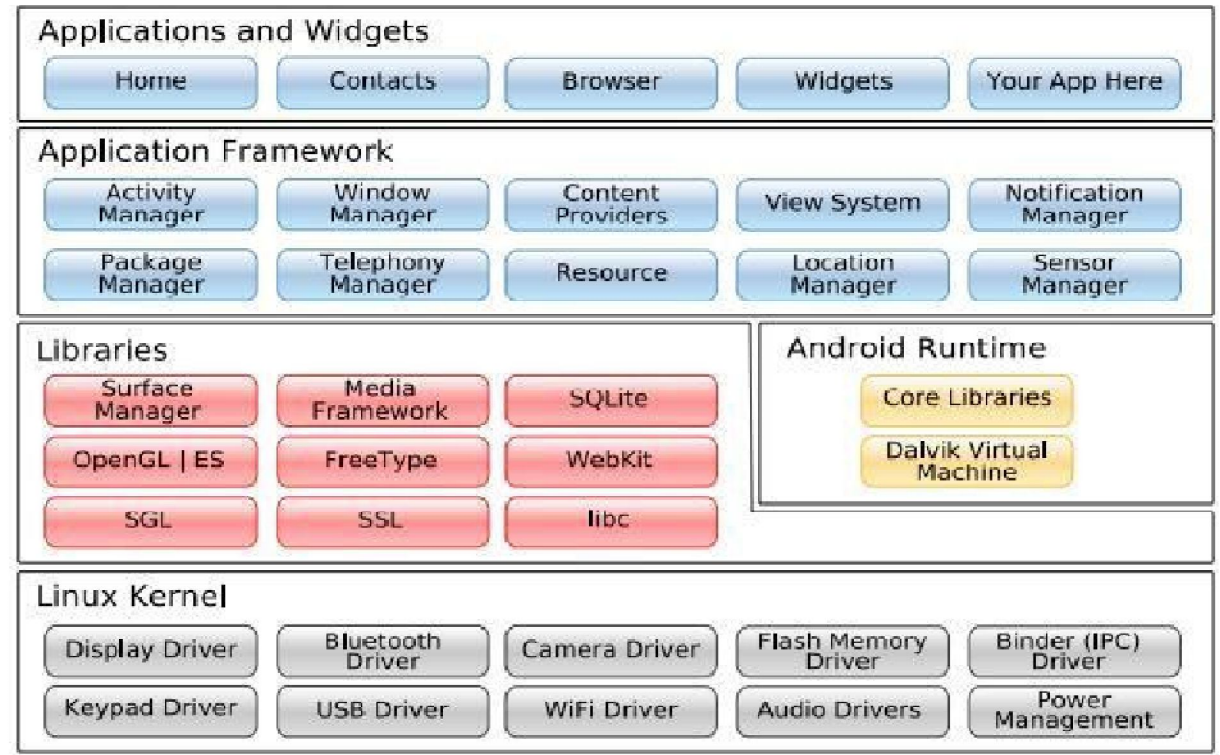 Applications and Widgets
Home
Contacts
Browser
Widgets
Your App Here
Application Framework
Activity
Manager
Window
Manager
Content
Providers
View System
Notification
Manager
Package
Manager
Telephony
Manager
Resource
Location
Manager
Sensor
Manager
Libraries
Surface
Manager
Media
Framework
SQLite
OpenGL | ES
FreeType
WebKit
SGL
SSL
libc
Android Runtime
Core Libraries
Dalvik Virtual
Machine
Linux Kernel
Display Driver
Bluetooth
Driver
Camera Driver
Flash Memory
Driver
Binder (IPC)
Driver
Keypad Driver
USB Driver
WiFi Driver
Audio Drivers
Power
Management